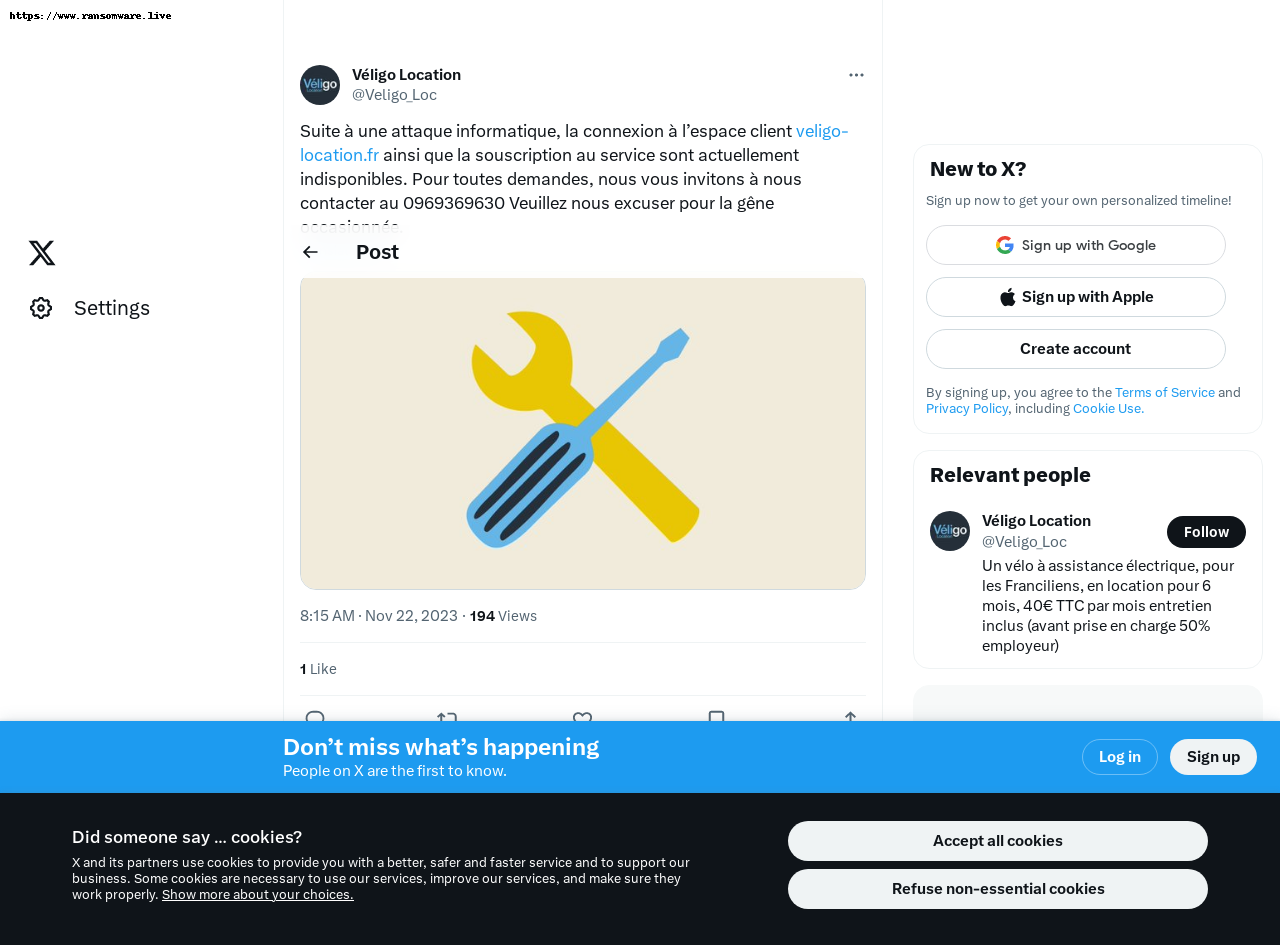 https://www.ransomware.live
Véligo Location
@Veligo_Loc
Suite à une attaque informatique, la connexion à l’espace client veligo-
location.fr ainsi que la souscription au service sont actuellement
indisponibles. Pour toutes demandes, nous vous invitons à nous
contacter au 0969369630 Veuillez nous excuser pour la gêne
occasionnée.
Post
Settings
8:15 AM · Nov 22, 2023 · 194 Views
1 Like
New to X?
Sign up now to get your own personalized timeline!
Sign up with Google
Sign up with Apple
Create account
By signing up, you agree to the Terms of Service and
Privacy Policy, including Cookie Use.
Relevant people
Véligo
Location
Véligo Location
@Veligo_Loc
Follow
Un vélo à assistance électrique, pour
les Franciliens, en location pour 6
mois, 40€ TTC par mois entretien
inclus (avant prise en charge 50%
employeur)
Don’t miss what’s happening
People on X are the first to know.
Log in
Sign up
Did someone say … cookies?
X and its partners use cookies to provide you with a better, safer and faster service and to support our
business. Some cookies are necessary to use our services, improve our services, and make sure they
work properly. Show more about your choices.
Accept all cookies
Refuse non-essential cookies